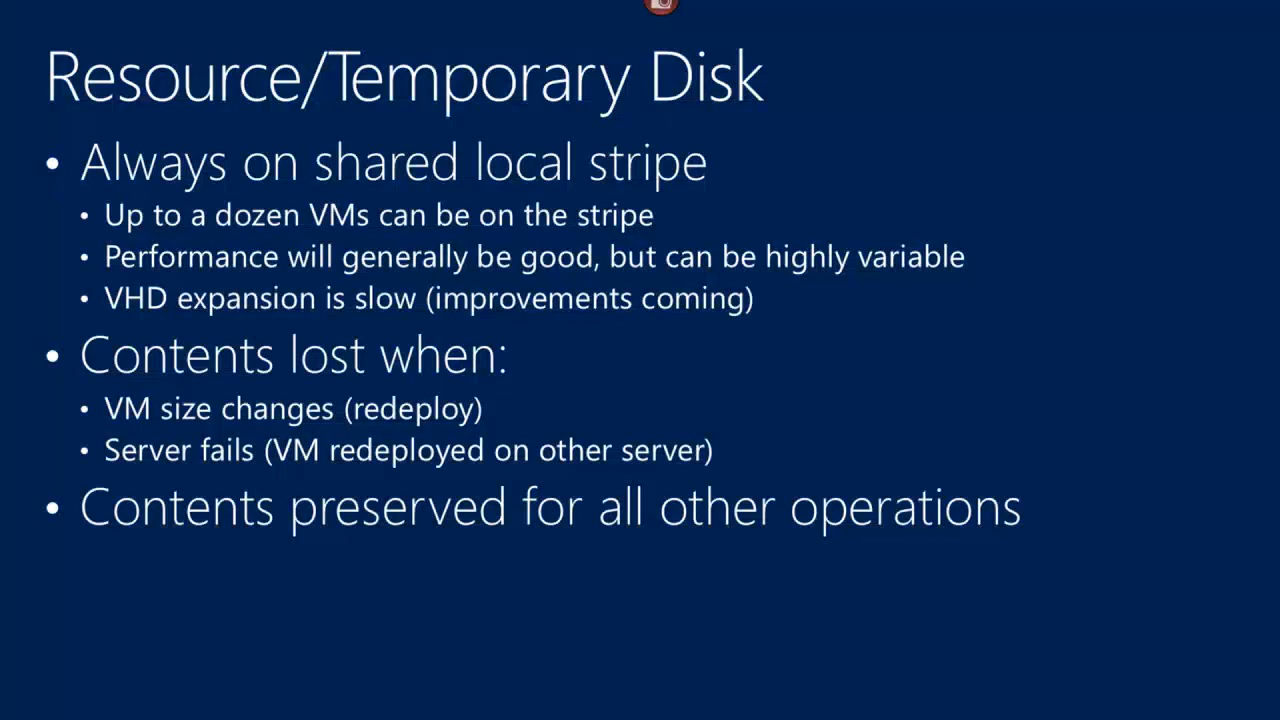 Resource/Temporary Disk
• Always on shared local stripe
• Up to a dozen VMs can be on the stripe
• Performance will generally be good, but can be highly variable
• VHD expansion is slow (improvements coming)
• Contents lost when:
• VM size changes (redeploy)
• Server fails (VM redeployed on other server)
• Contents preserved for all other operations